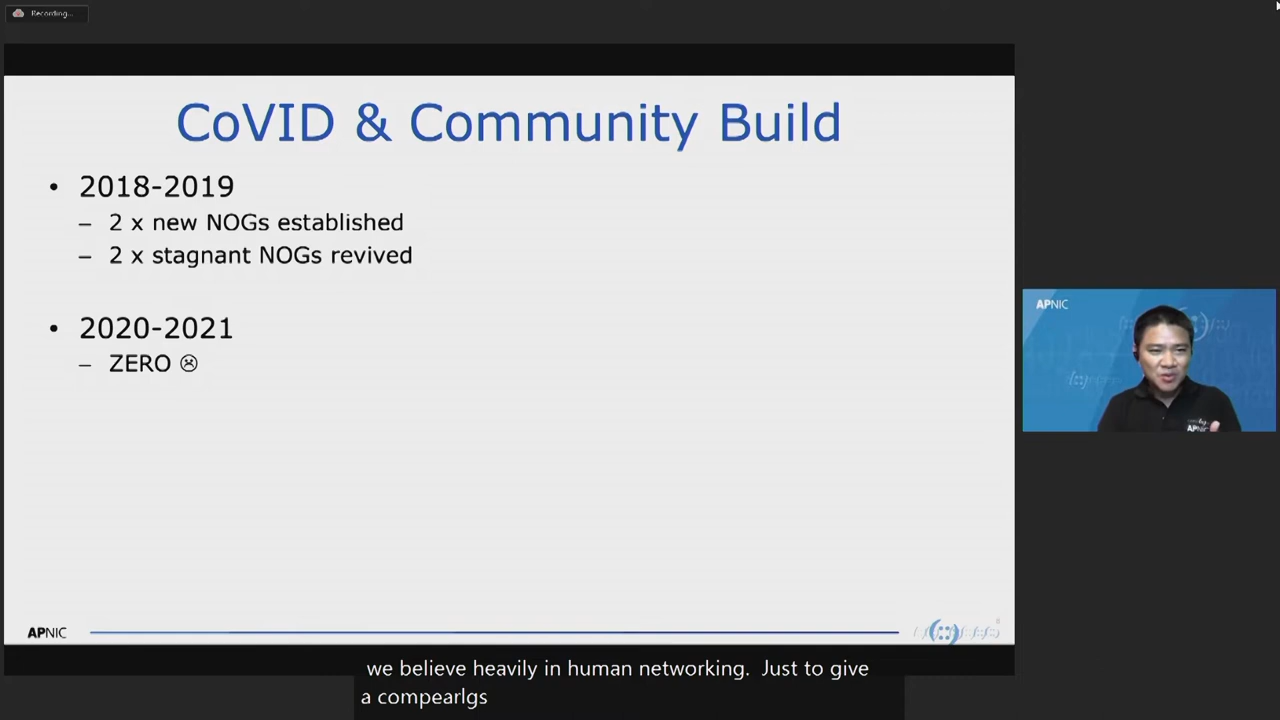 Recording...
CoVID & Community Build
• 2018-2019
– 2 x new NOGs established
– 2 x stagnant NOGs revived
• 2020-2021
– ZERO ☹
APNIC
APNIC
APNIC
we believe heavily in human networking. Just to give
a compearlgs